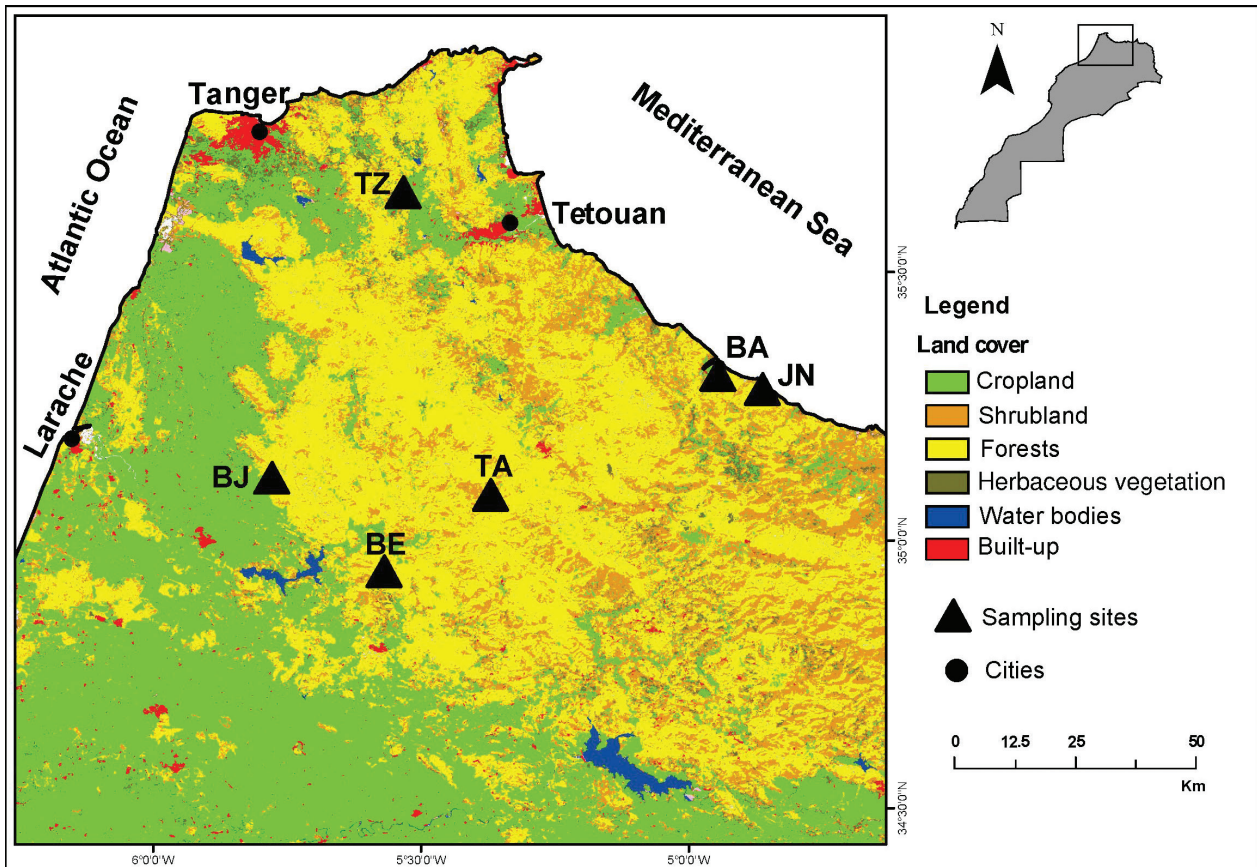 Tanger
Atlantic Ocean
Mediterranean Sea
TZ
Tetouan
Larache
BA
JN
BJ
TA
BE
35°30'0"N
35°0'0"N
34°30'0"N
6°0'0"W
5°30'0"W
5°0'0"W
N
Legend
Land cover
Cropland
Shrubland
Forests
Herbaceous vegetation
Water bodies
Built-up
Sampling sites
Cities
0 12.5 25 50
Km